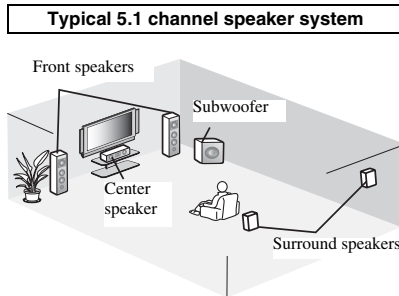 Typical 5.1 channel speaker system
Front speakers
Subwoofer
Center
speaker
Surround speakers